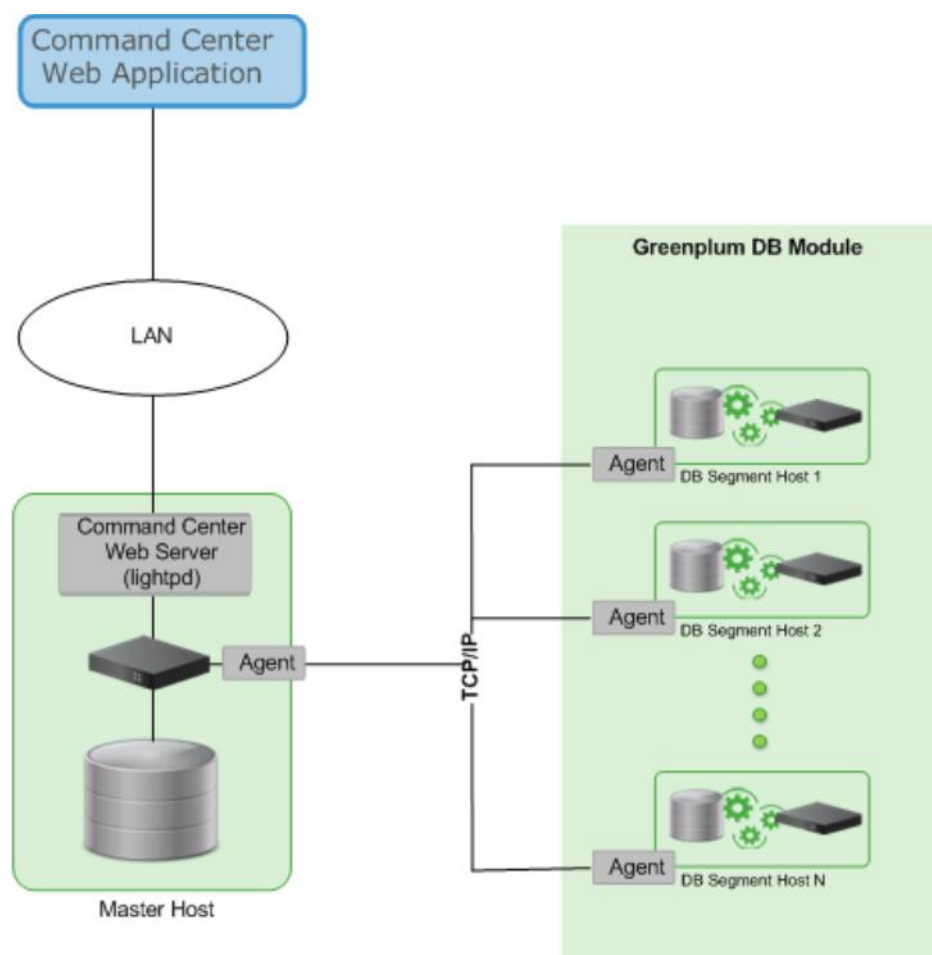 Command Center
Web Application
LAN
Command Center
Web Server
(lightpd)
Agent
Master Host
TCP/IP
Greenplum DB Module
Agent
DB Segment Host 1
Agent
DB Segment Host 2
Agent
DB Segment Host N